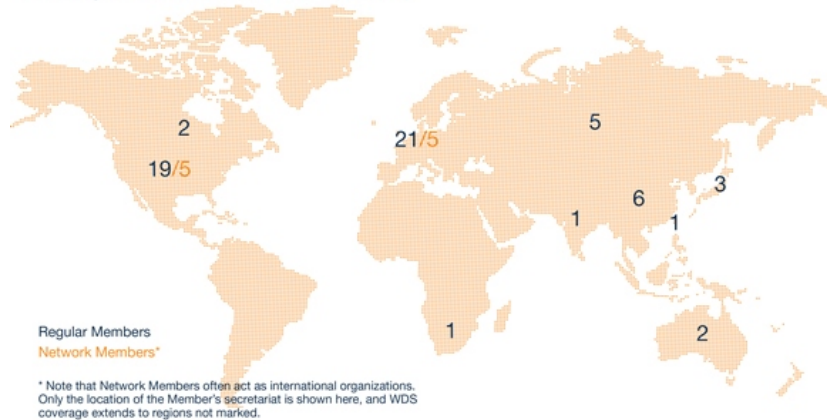 2
21/5
5
19/5
3
6
1
1
1
2
Regular Members
Network Members*
* Note that Network Members often act as international organizations.
Only the location of the Member's secretariat is shown here, and WDS
coverage extends to regions not marked.